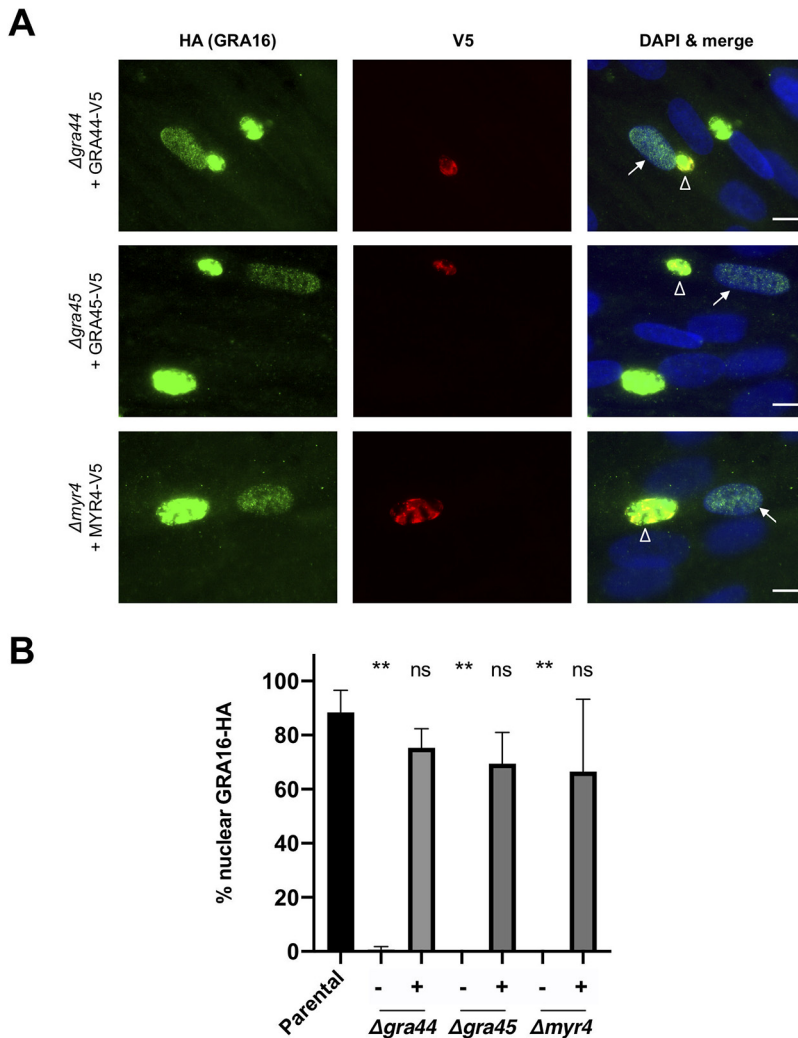 A
HA (GRA16)
V5
DAPI & merge
Δgra44
+ GRA44-V5
Δgra45
+ GRA45-V5
Δmyr4
+ MYR4-V5
B
** ns ** ns ** ns
% nuclear GRA16-HA
100
80
60
40
20
0
Parental
- + - + - +
Δgra44 Δgra45 Δmyr4